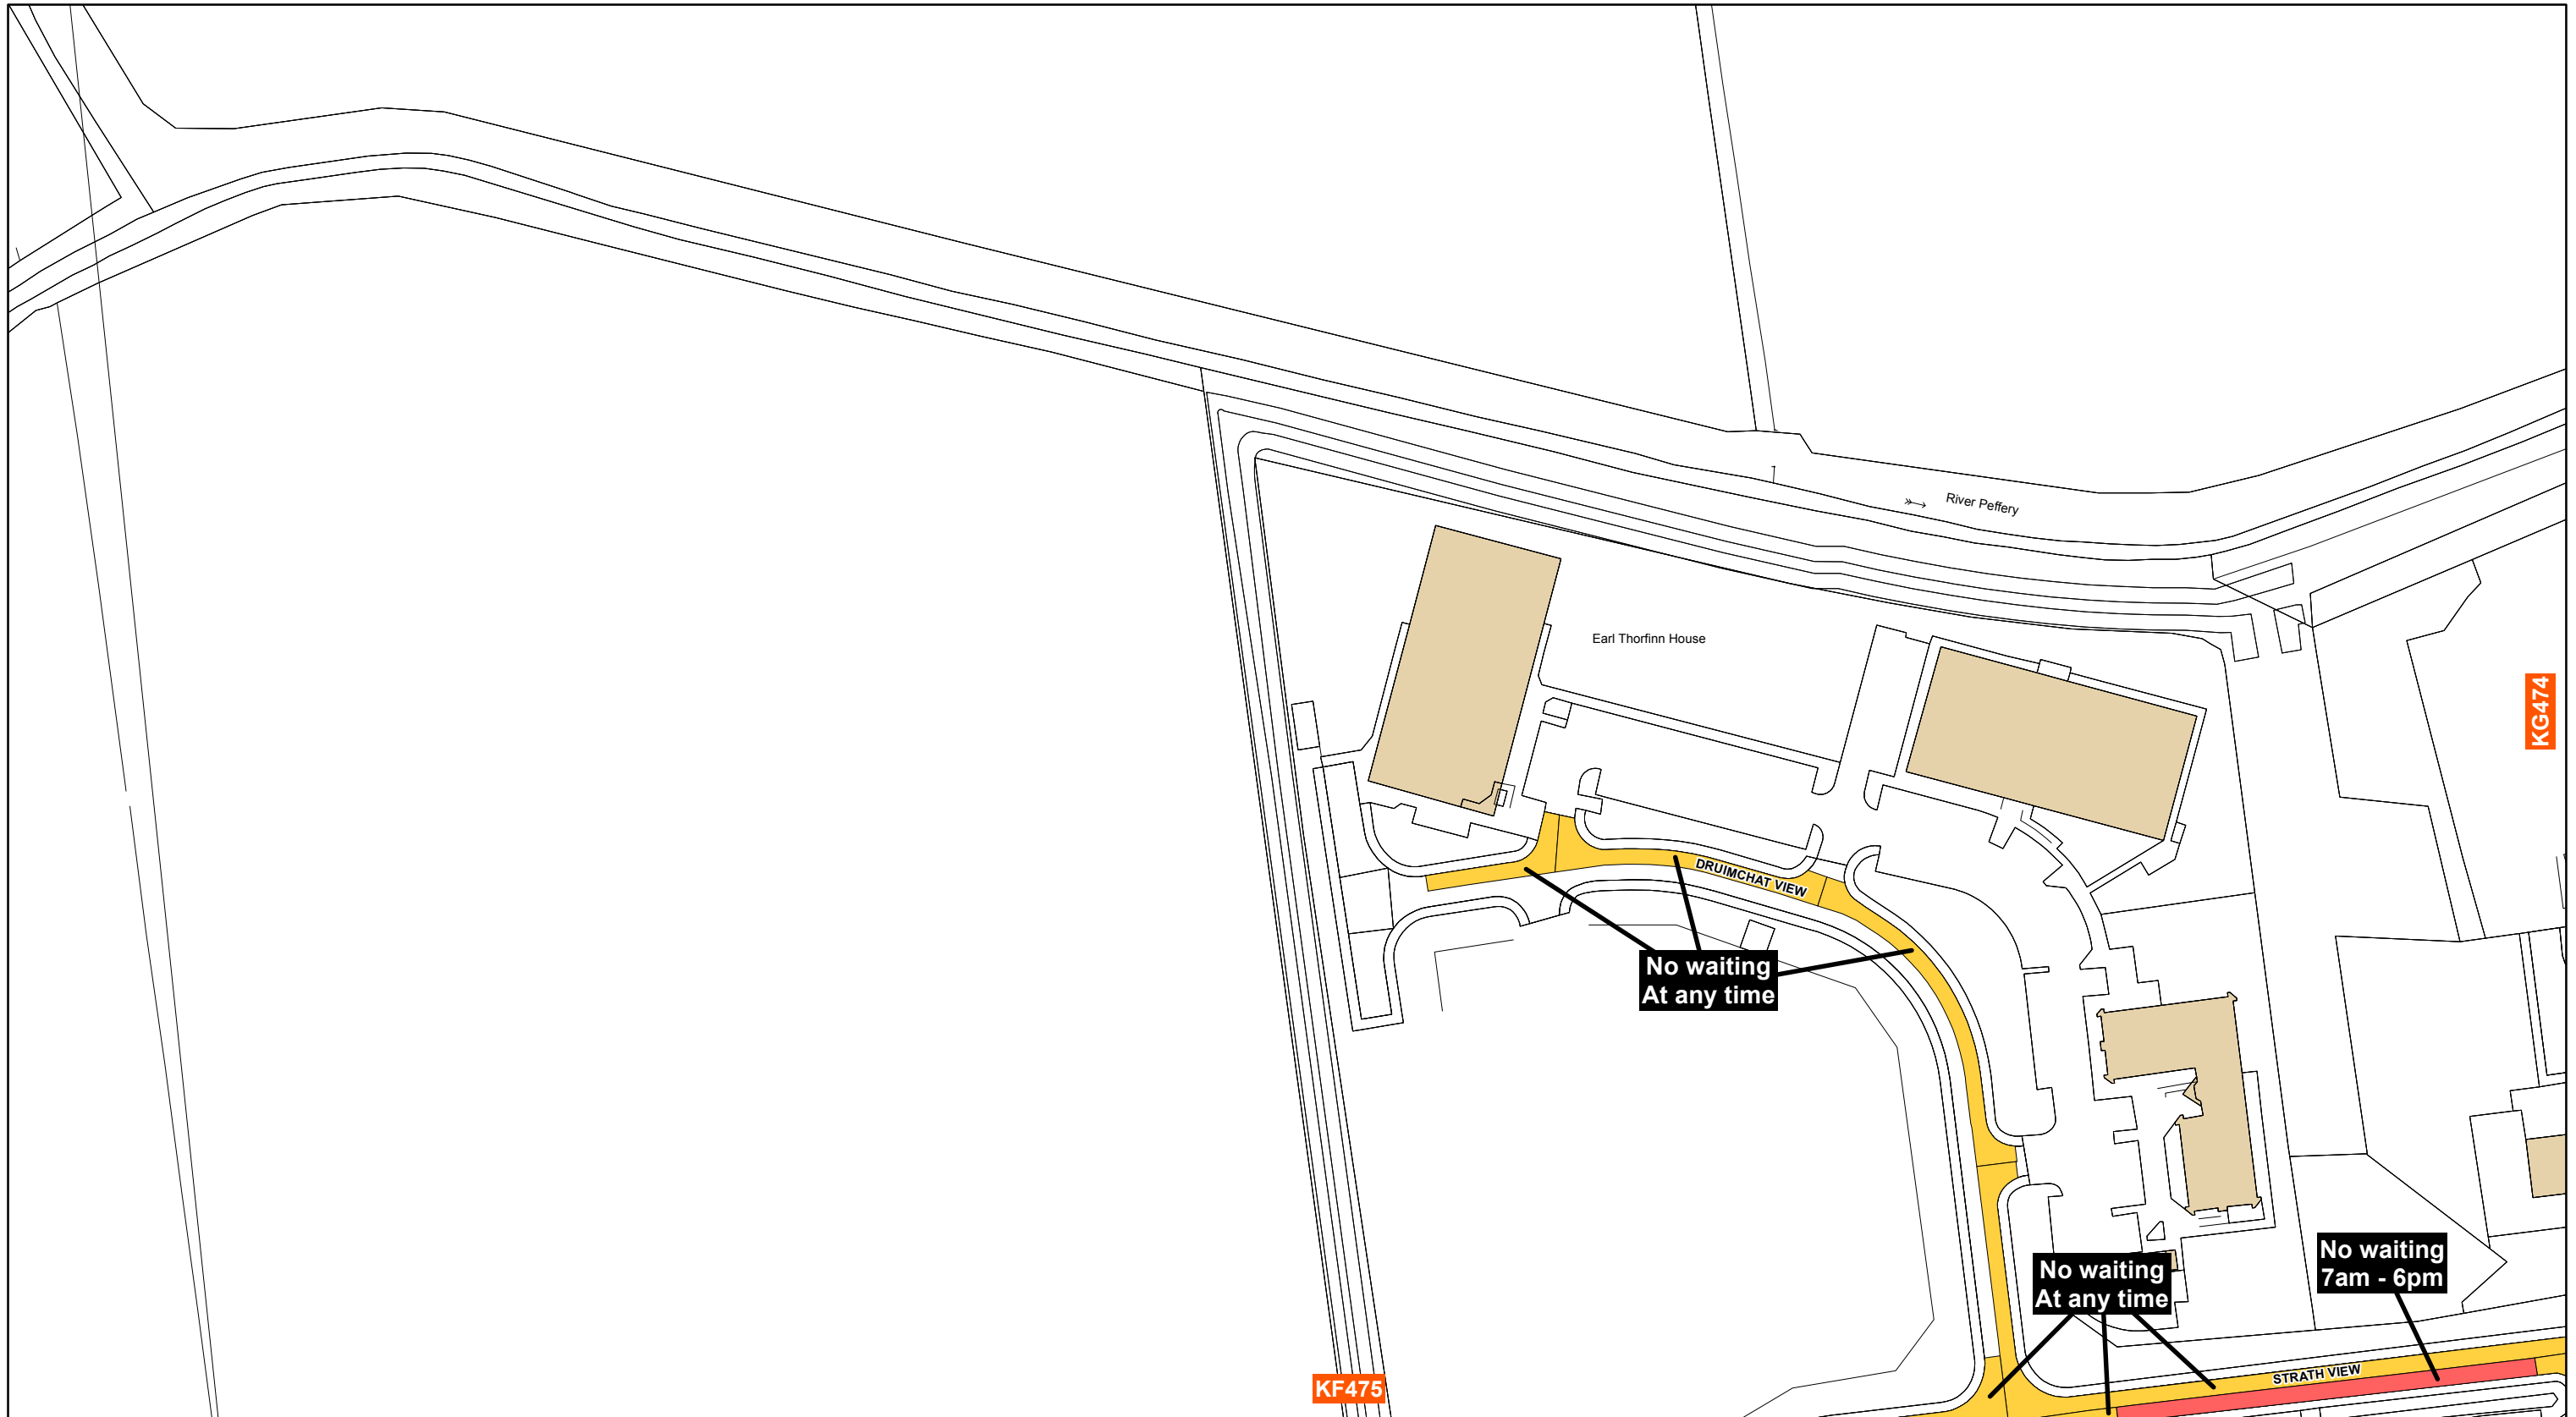 River Peffery
Earl Thorfinn House
KG474
DRUIMCHAT VIEW
No waiting
At any time
No waiting
7am - 6pm
No waiting
At any time
STRATH VIEW
KF475